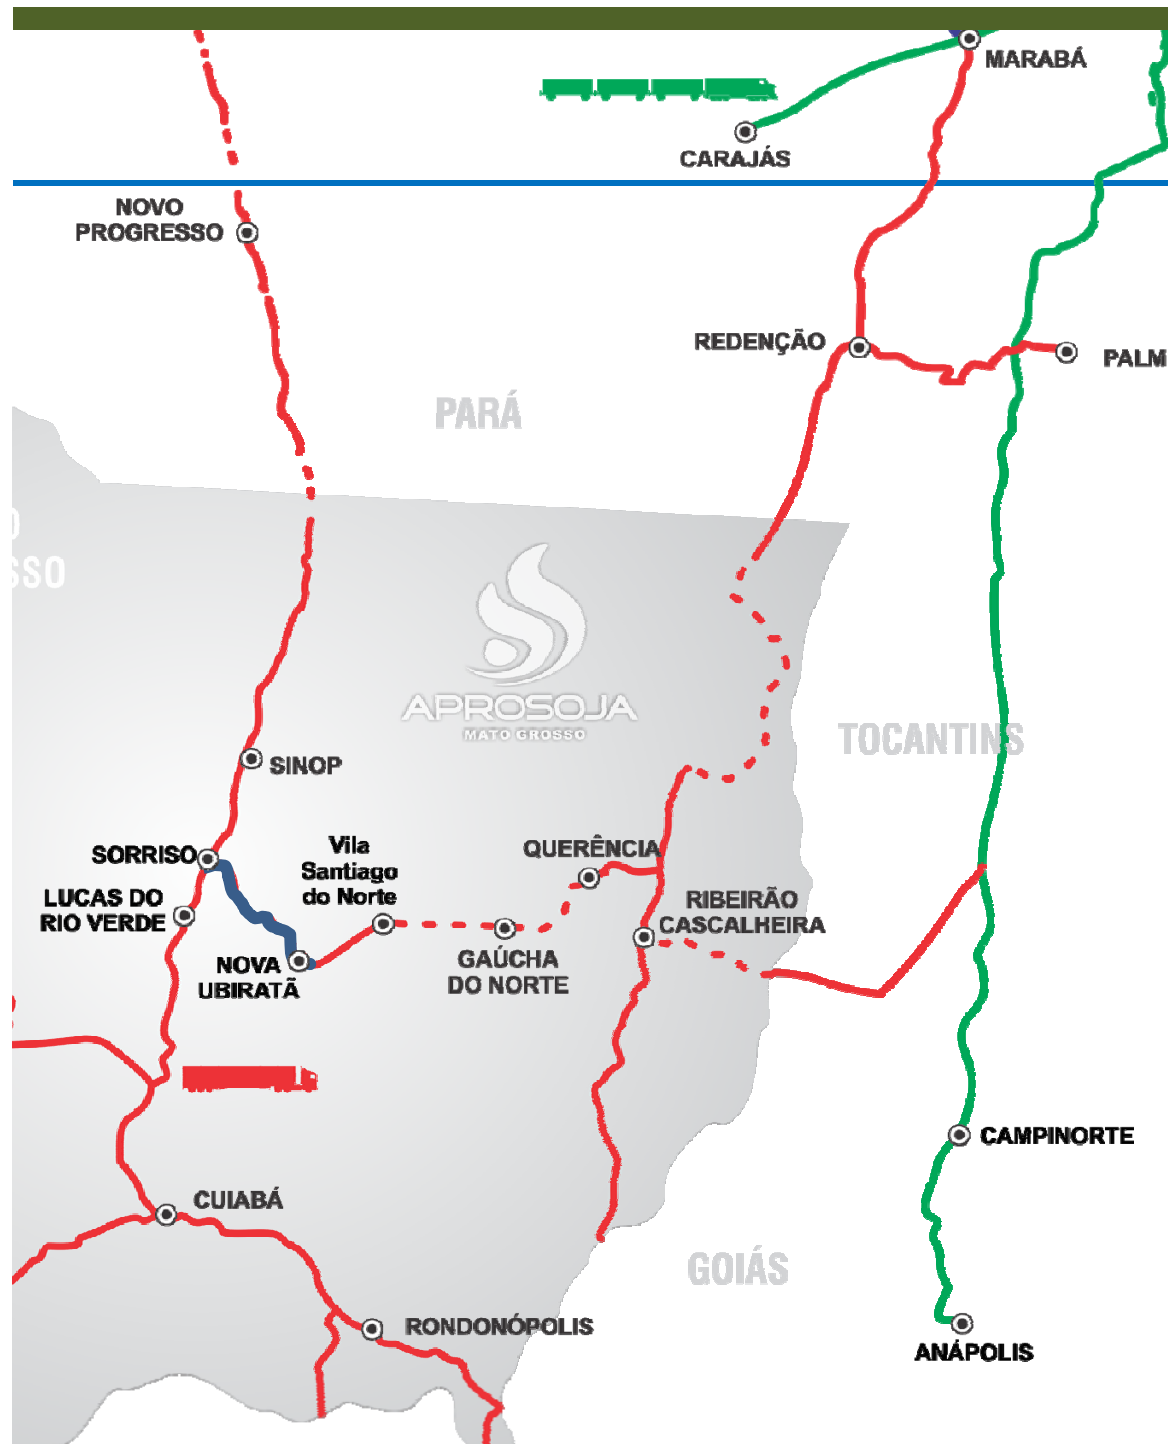 MARABÁ
CARAJÁS
NOVO
PROGRESSO
REDENÇÃO
PALM
PARÁ
SSO
APROSOJA
MATO GROSSO
TOCANTINS
SINOP
SORRISO
Vila
Santiago
do Norte
QUERÊNCIA
LUCAS DO
RIO VERDE
RIBEIRÃO
CASCALHEIRA
NOVA
UBIRATÃ
GAÚCHA
DO NORTE
CAMPINORTE
CUIABÁ
GOIÁS
RONDONÓPOLIS
ANÁPOLIS